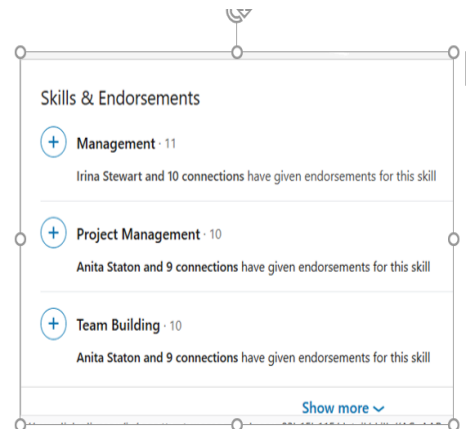 Skills & Endorsements
+ Management · 11
Irina Stewart and 10 connections have given endorsements for this skill
+ Project Management · 10
Anita Staton and 9 connections have given endorsements for this skill
+ Team Building · 10
Anita Staton and 9 connections have given endorsements for this skill
Show more